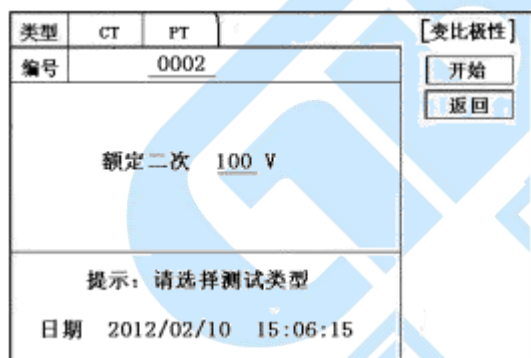 类型 CT PT [变比极性]
编号 0002 开始
返回
额定二次 100 V
提示：请选择测试类型
日期 2012/02/10 15:06:15